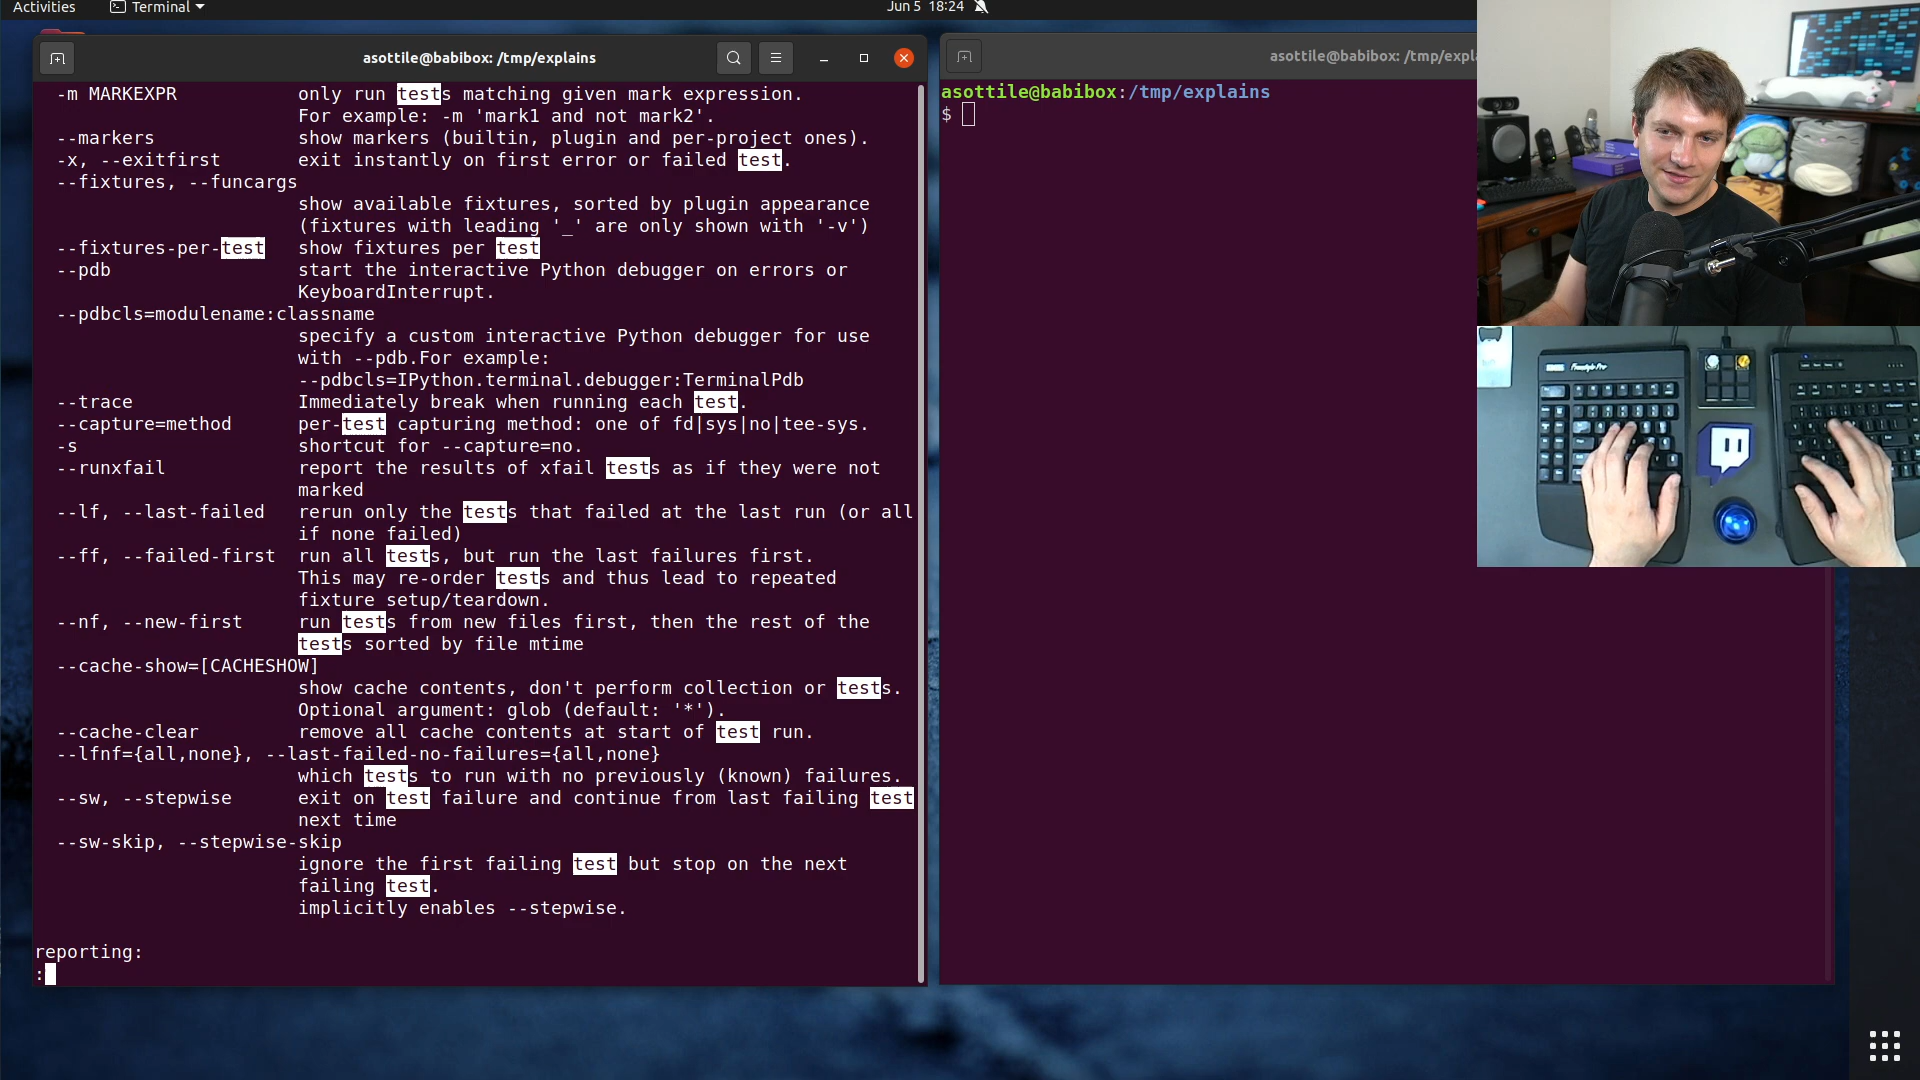 Activities
Terminal
Jun 5 18:24
asottile@babibox: /tmp/explains
-m MARKEXPR only run tests matching given mark expression.
For example: -m 'mark1 and not mark2'.
--markers show markers (builtin, plugin and per-project ones).
-x, --exitfirst exit instantly on first error or failed test.
--fixtures, --funcargs
show available fixtures, sorted by plugin appearance
(fixtures with leading '_' are only shown with '-v')
--fixtures-per-test show fixtures per test
--pdb start the interactive Python debugger on errors or
KeyboardInterrupt.
--pdbcls=modulename:classname
specify a custom interactive Python debugger for use
with --pdb.For example:
--pdbcls=IPython.terminal.debugger:TerminalPdb
--trace Immediately break when running each test.
--capture=method per-test capturing method: one of fd|sys|no|tee-sys.
-s shortcut for --capture=no.
--runxfail report the results of xfail tests as if they were not
marked
--lf, --last-failed rerun only the tests that failed at the last run (or all
if none failed)
--ff, --failed-first run all tests, but run the last failures first.
This may re-order tests and thus lead to repeated
fixture setup/teardown.
--nf, --new-first run tests from new files first, then the rest of the
tests sorted by file mtime
--cache-show=[CACHESHOW]
show cache contents, don't perform collection or tests.
Optional argument: glob (default: '*').
--cache-clear remove all cache contents at start of test run.
--lfnf={all,none}, --last-failed-no-failures={all,none}
which tests to run with no previously (known) failures.
--sw, --stepwise exit on test failure and continue from last failing test
next time
--sw-skip, --stepwise-skip
ignore the first failing test but stop on the next
failing test.
implicitly enables --stepwise.
reporting:
:
asottile@babibox: /tmp/expla
asottile@babibox:/tmp/explains
$
Freestyle Pro